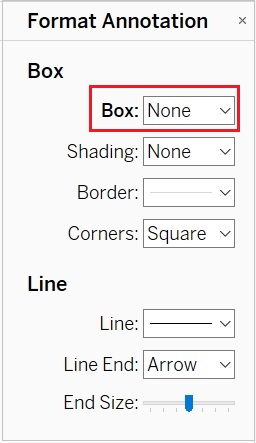 Format Annotation ×
Box
Box: None
Shading: None
Border:
Corners: Square
Line
Line:
Line End: Arrow
End Size: